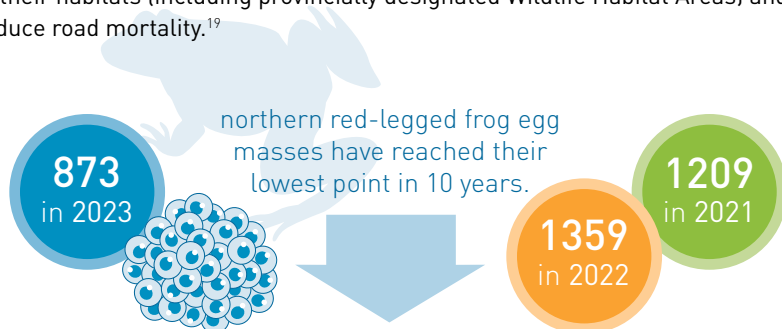 their habitats (including provincially designated Wildlife Habitat Areas) and
duce road mortality.19
northern red-legged frog egg
masses have reached their
lowest point in 10 years.
873
in 2023
1359
in 2022
1209
in 2021